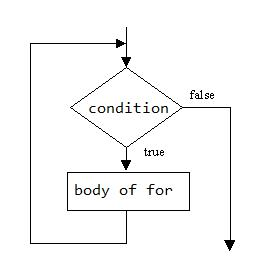 condition
false
true
body of for